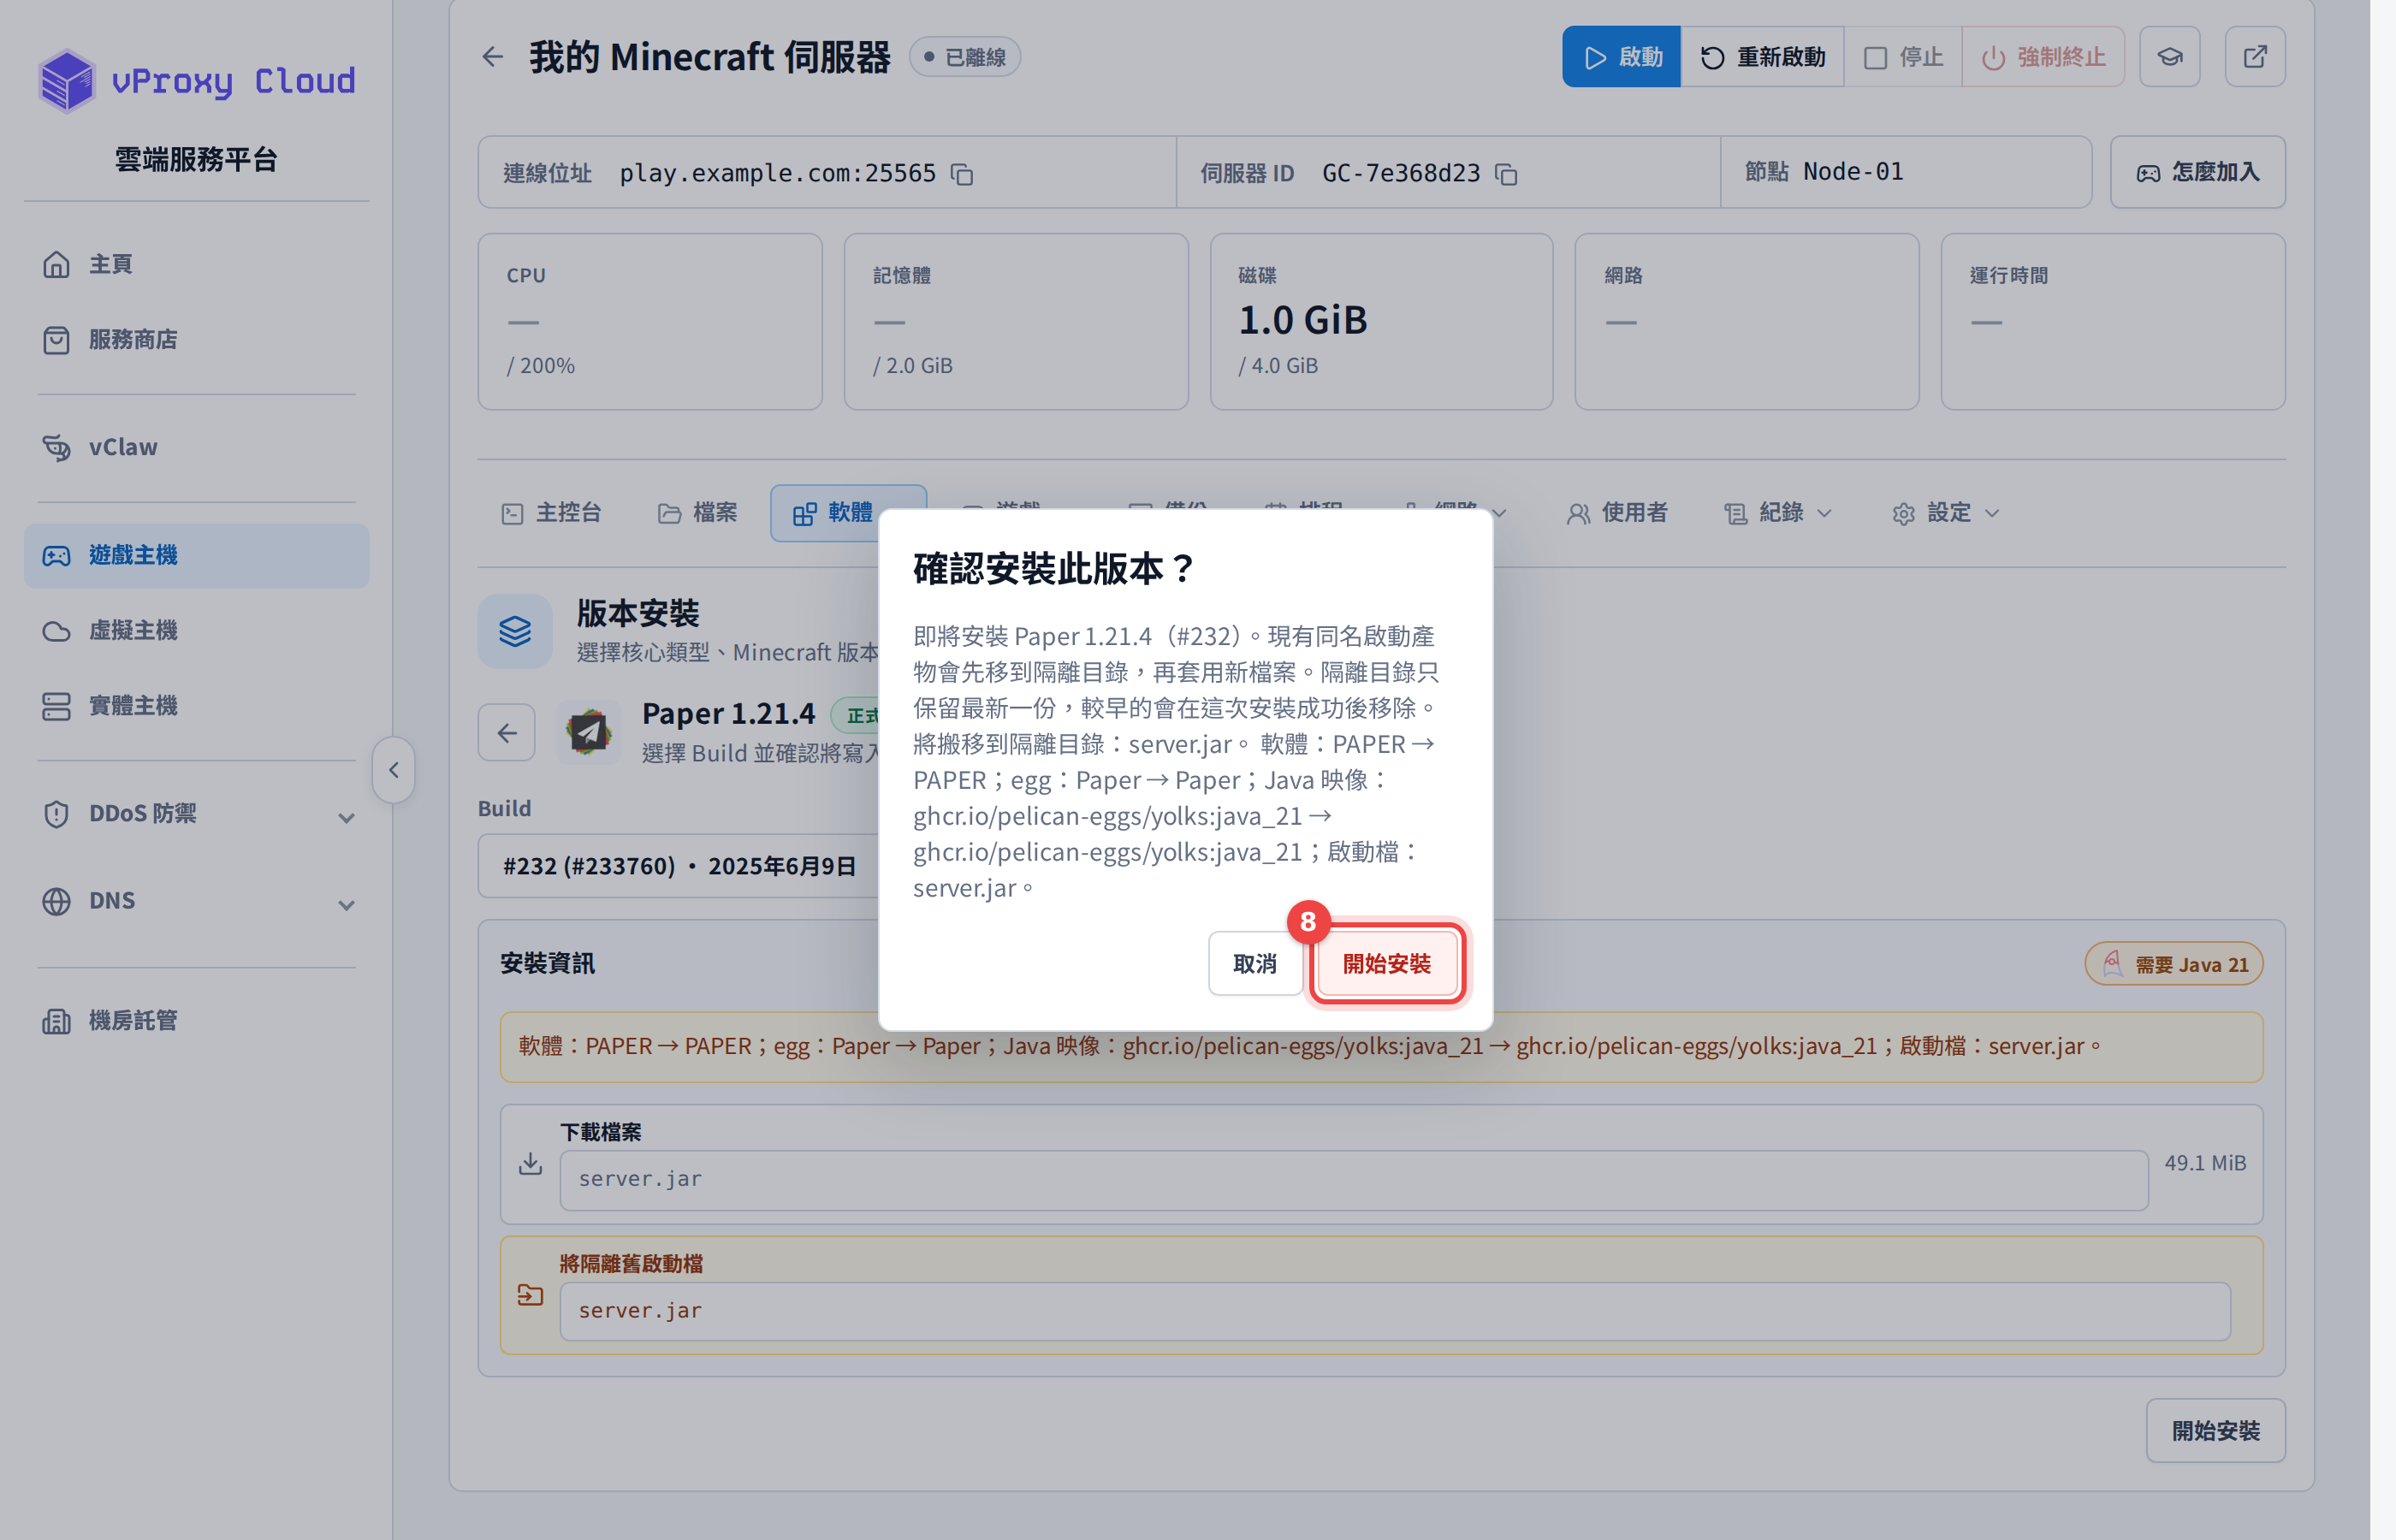 vProxy Cloud
雲端服務平台
主頁
服務商店
vClaw
遊戲主機
虛擬主機
實體主機
DDoS 防禦
DNS
機房託管
我的 Minecraft 伺服器
已離線
啟動
重新啟動
停止
強制終止
連線位址 play.example.com:25565
伺服器 ID GC-7e368d23
節點 Node-01
怎麼加入
CPU
—
/ 200%
記憶體
—
/ 2.0 GiB
磁碟
1.0 GiB
/ 4.0 GiB
網路
—
運行時間
—
主控台
檔案
軟體
使用者
紀錄
設定
版本安裝
選擇核心類型、Minecraft 版本
Paper 1.21.4
正式
選擇 Build 並確認將寫入
Build
#232 (#233760) • 2025年6月9日
確認安裝此版本？
即將安裝 Paper 1.21.4（#232）。現有同名啟動產
物會先移到隔離目錄，再套用新檔案。隔離目錄只
保留最新一份，較早的會在這次安裝成功後移除。
將搬移到隔離目錄：server.jar。 軟體：PAPER →
PAPER；egg：Paper → Paper；Java 映像：
ghcr.io/pelican-eggs/yolks:java_21 →
ghcr.io/pelican-eggs/yolks:java_21；啟動檔：
server.jar。
8
取消
開始安裝
安裝資訊
需要 Java 21
軟體：PAPER → PAPER；egg：Paper → Paper；Java 映像：ghcr.io/pelican-eggs/yolks:java_21 → ghcr.io/pelican-eggs/yolks:java_21；啟動檔：server.jar。
下載檔案
server.jar
49.1 MiB
將隔離舊啟動檔
server.jar
開始安裝